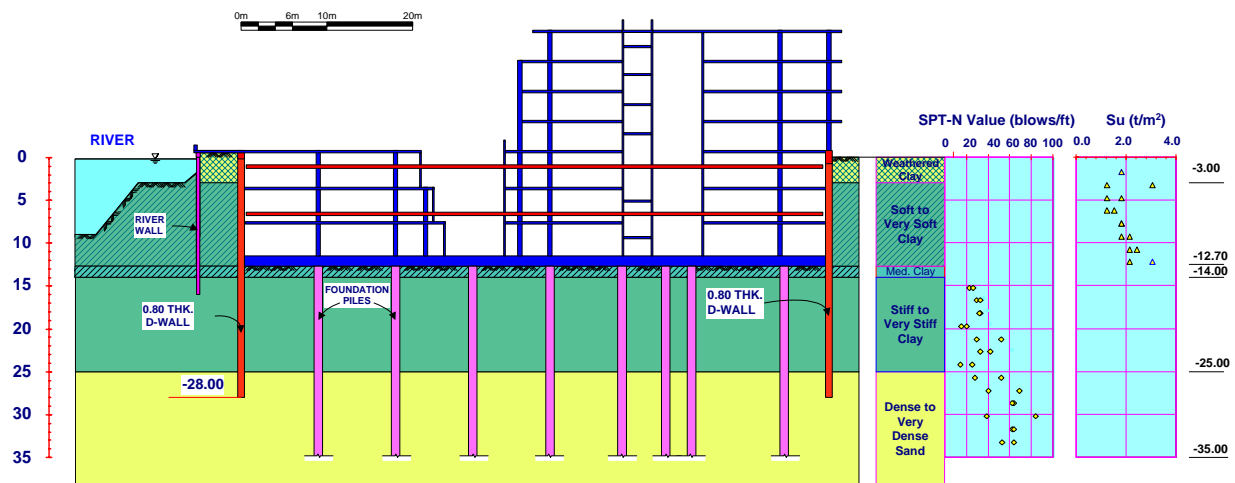 0m 6m 10m 20m
SPT-N Value (blows/ft) Su (t/m²)
0 20 40 60 80 100 0.0 2.0 4.0
RIVER
0
5
10
15
20
25
30
35
RIVER
WALL
0.80 THK.
D-WALL
FOUNDATION
PILES
0.80 THK.
D-WALL
-28.00
Weathered
Clay
Soft to
Very Soft
Clay
Med. Clay
Stiff to
Very Stiff
Clay
Dense to
Very
Dense
Sand
-3.00
-12.70
-14.00
-25.00
-35.00